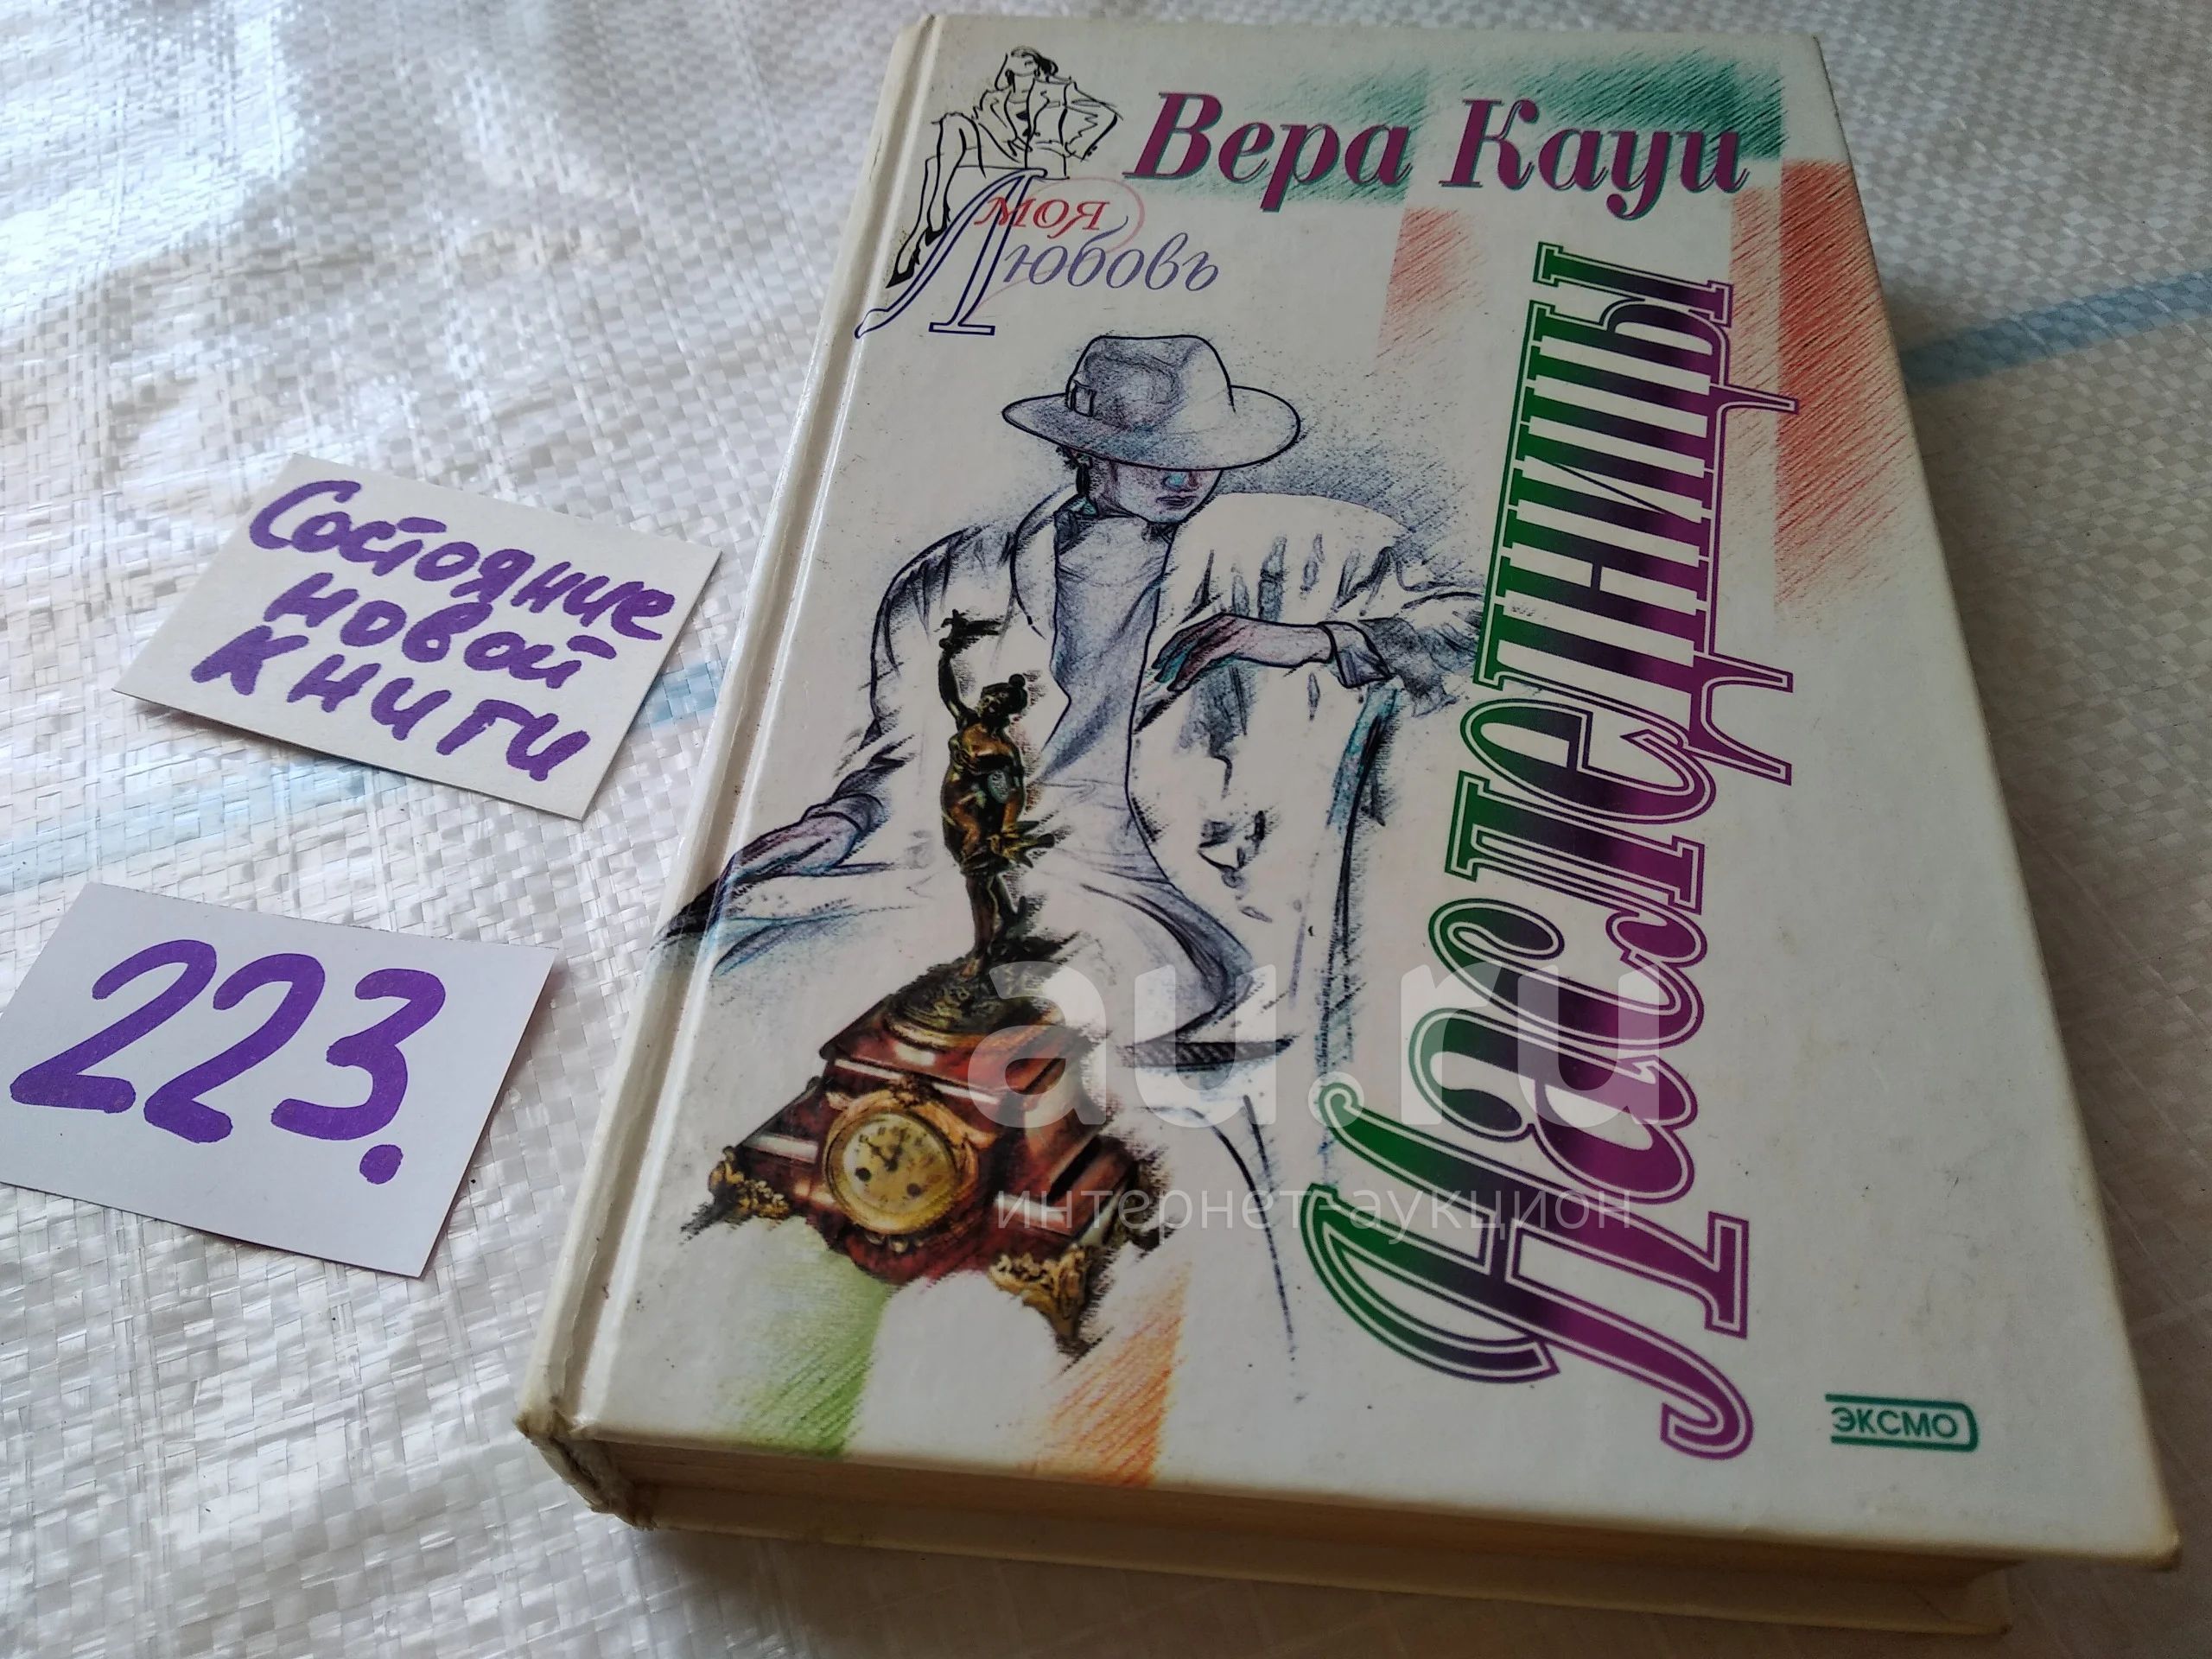 Вера Кауи
моя
Любовь
Наследницы
Состояние
новой
книги
223.
au.ru
интернет-аукцион
эксмо